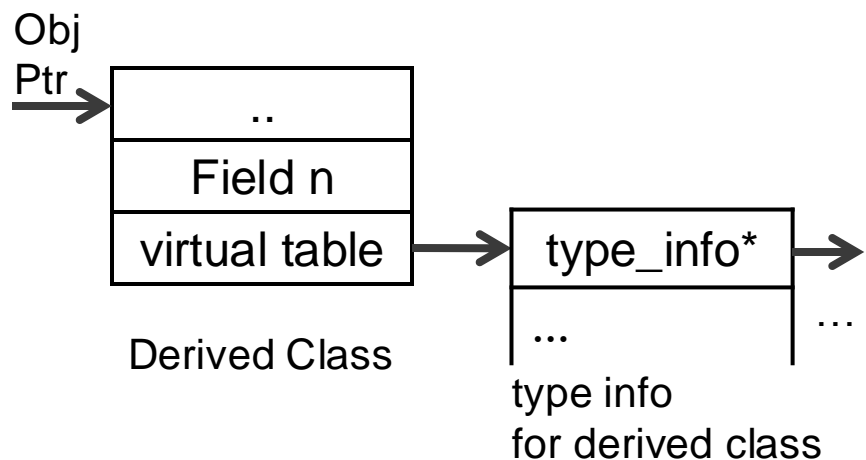 Obj
Ptr
..
Field n
virtual table
type_info*
...
…
Derived Class
type info
for derived class